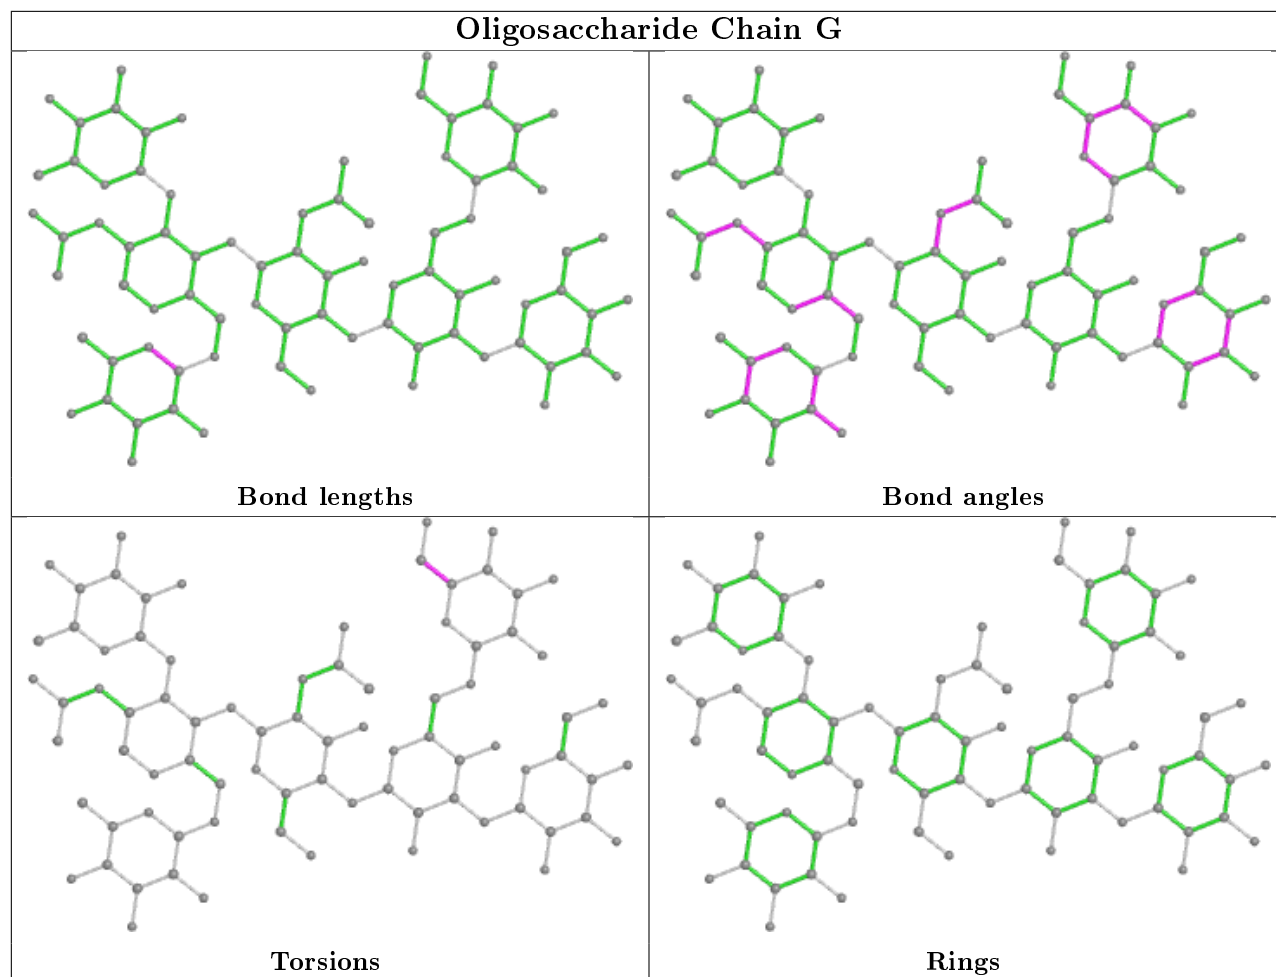 Oligosaccharide Chain G
Bond lengths
Bond angles
Torsions
Rings